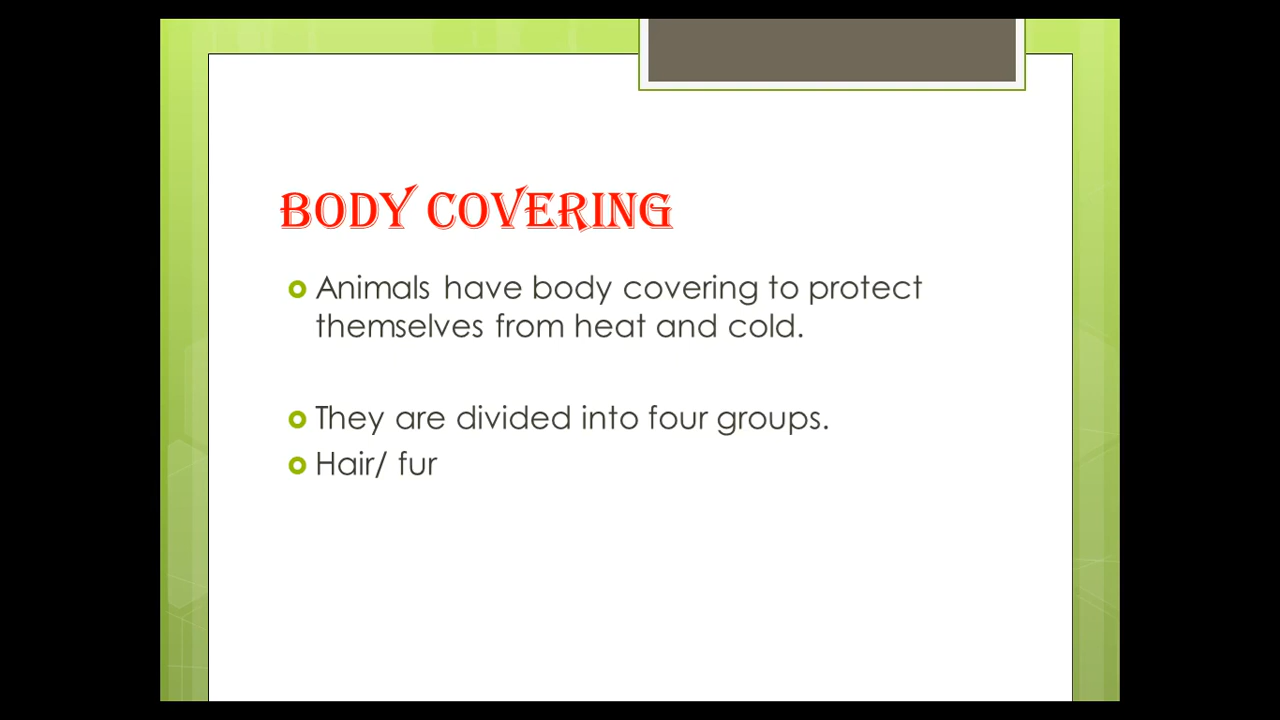 BODY COVERING
Animals have body covering to protect
themselves from heat and cold.
They are divided into four groups.
Hair/ fur